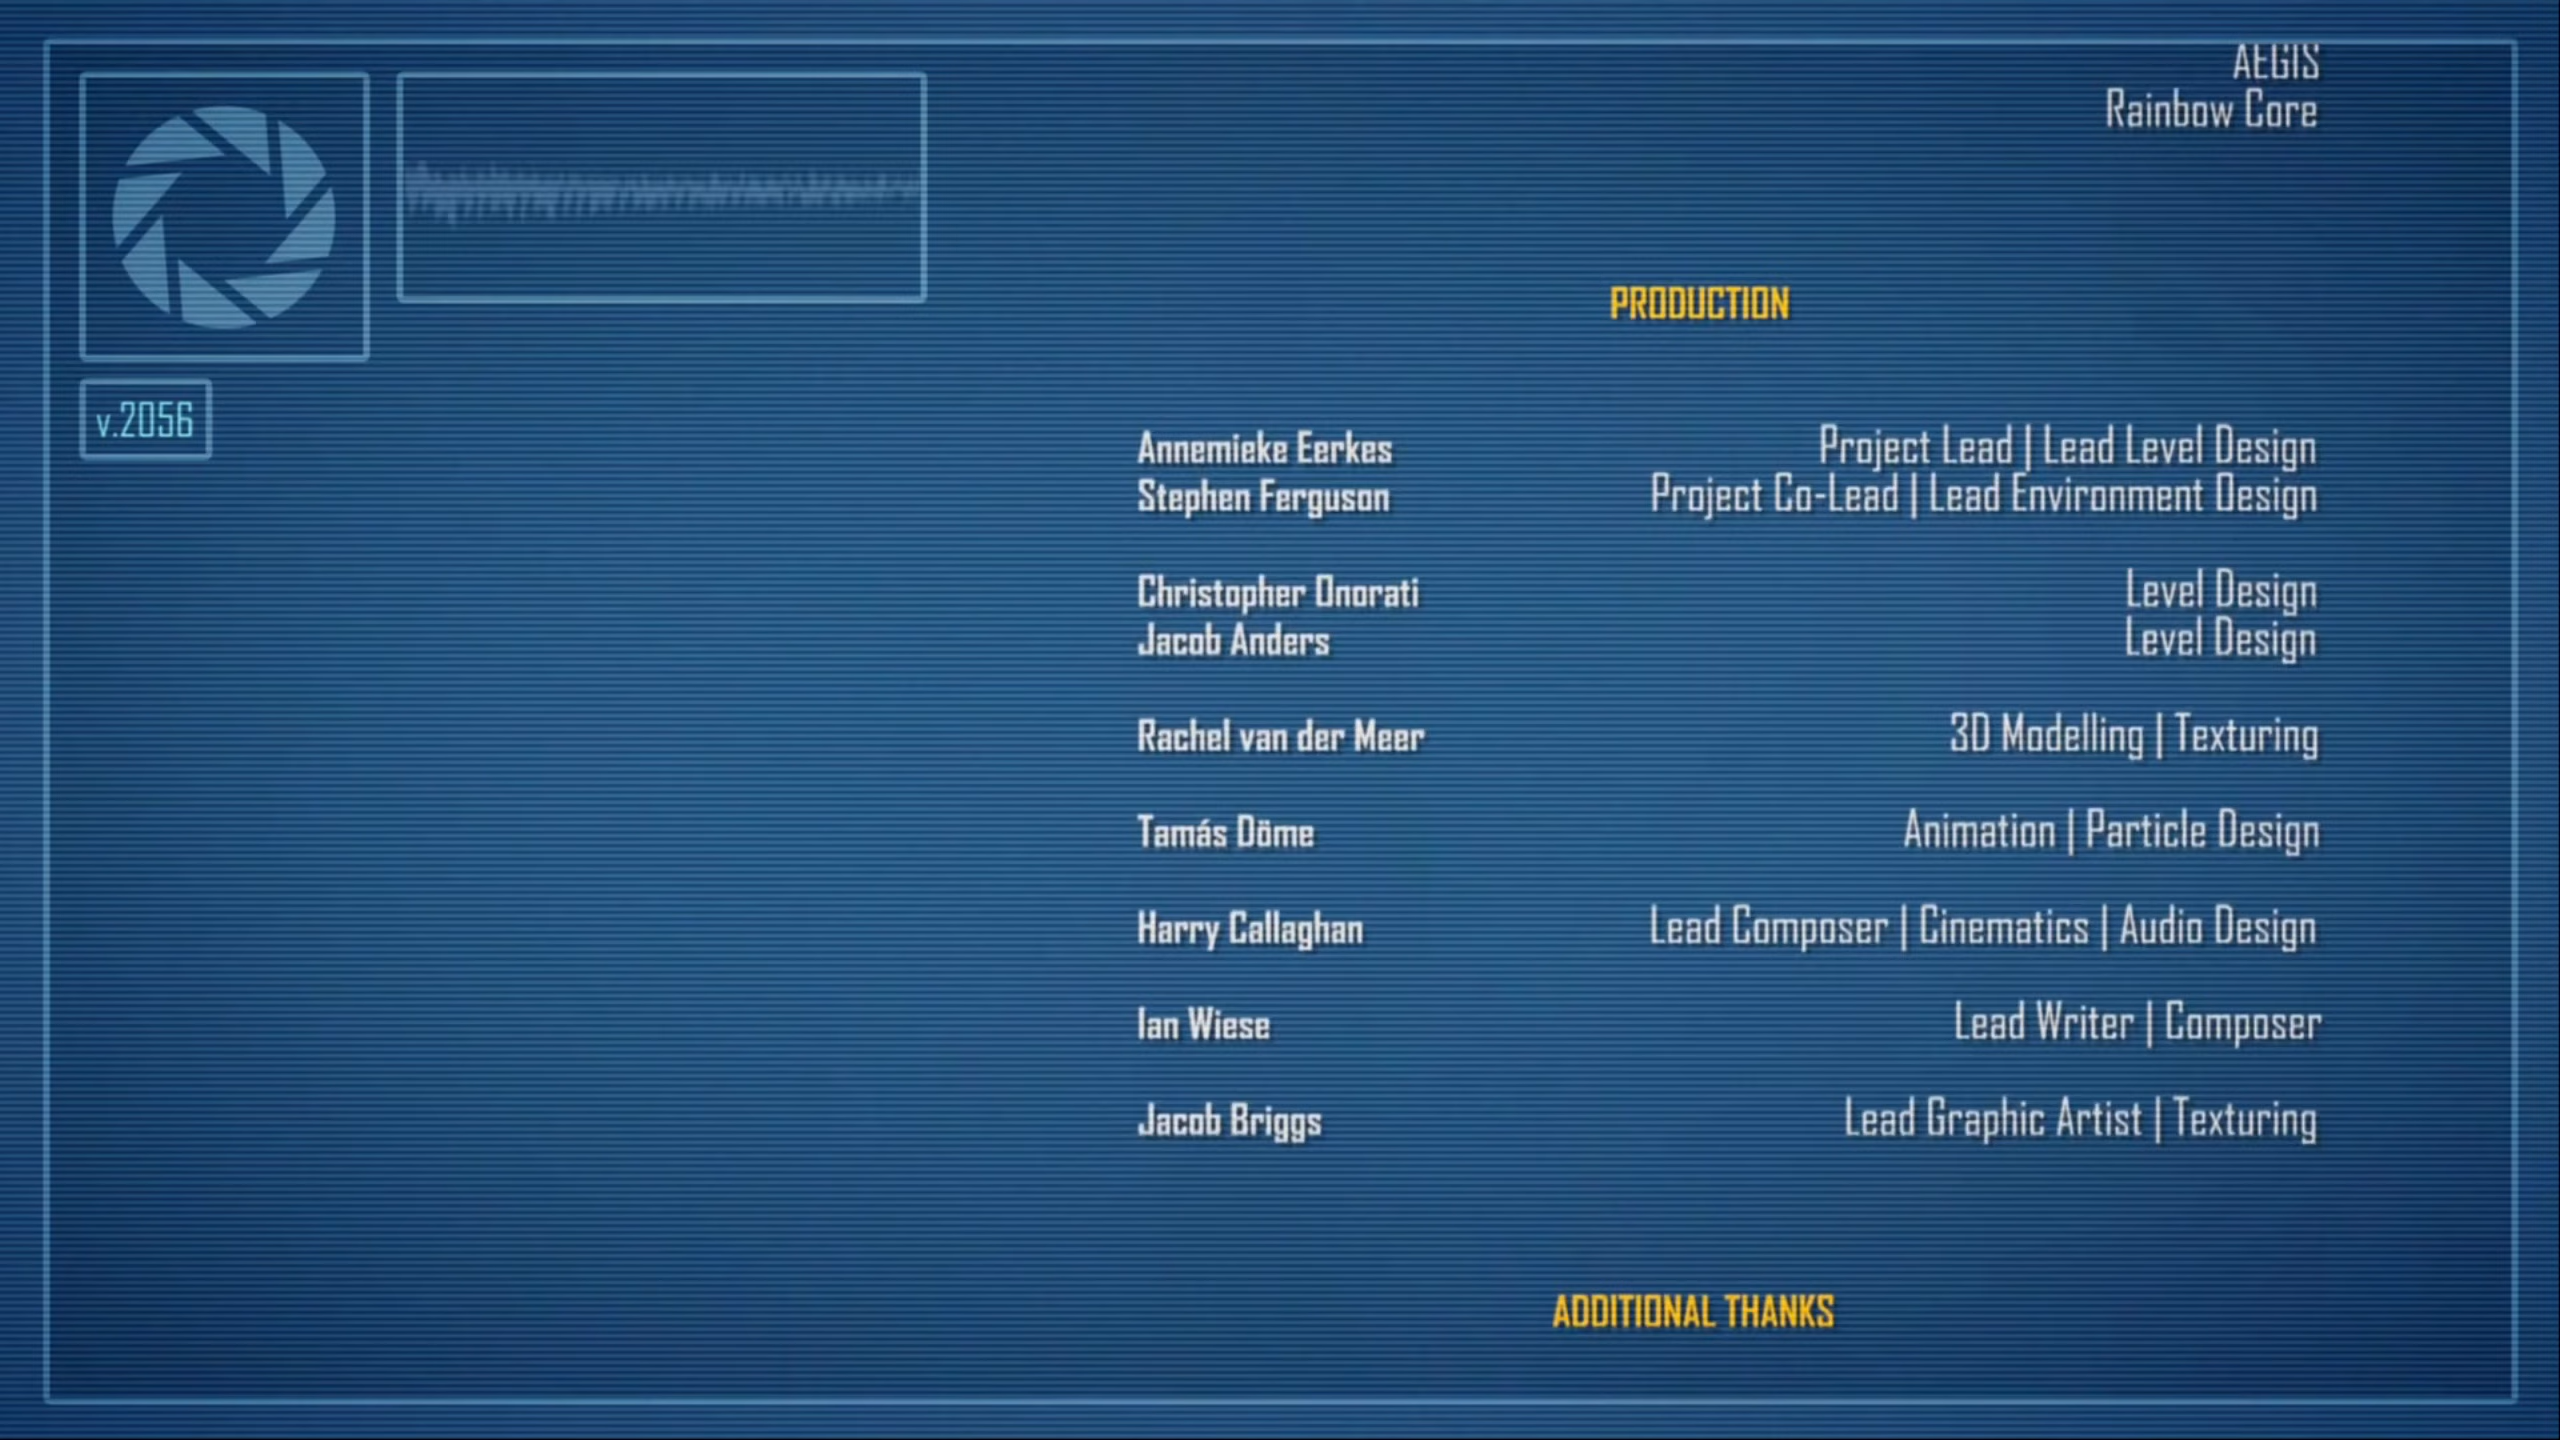 AEGIS
Rainbow Core
v.2056
PRODUCTION
Annemieke Eerkes Project Lead | Lead Level Design
Stephen Ferguson Project Co-Lead | Lead Environment Design
Christopher Onorati Level Design
Jacob Anders Level Design
Rachel van der Meer 3D Modelling | Texturing
Tamás Döme Animation | Particle Design
Harry Callaghan Lead Composer | Cinematics | Audio Design
Ian Wiese Lead Writer | Composer
Jacob Briggs Lead Graphic Artist | Texturing
ADDITIONAL THANKS